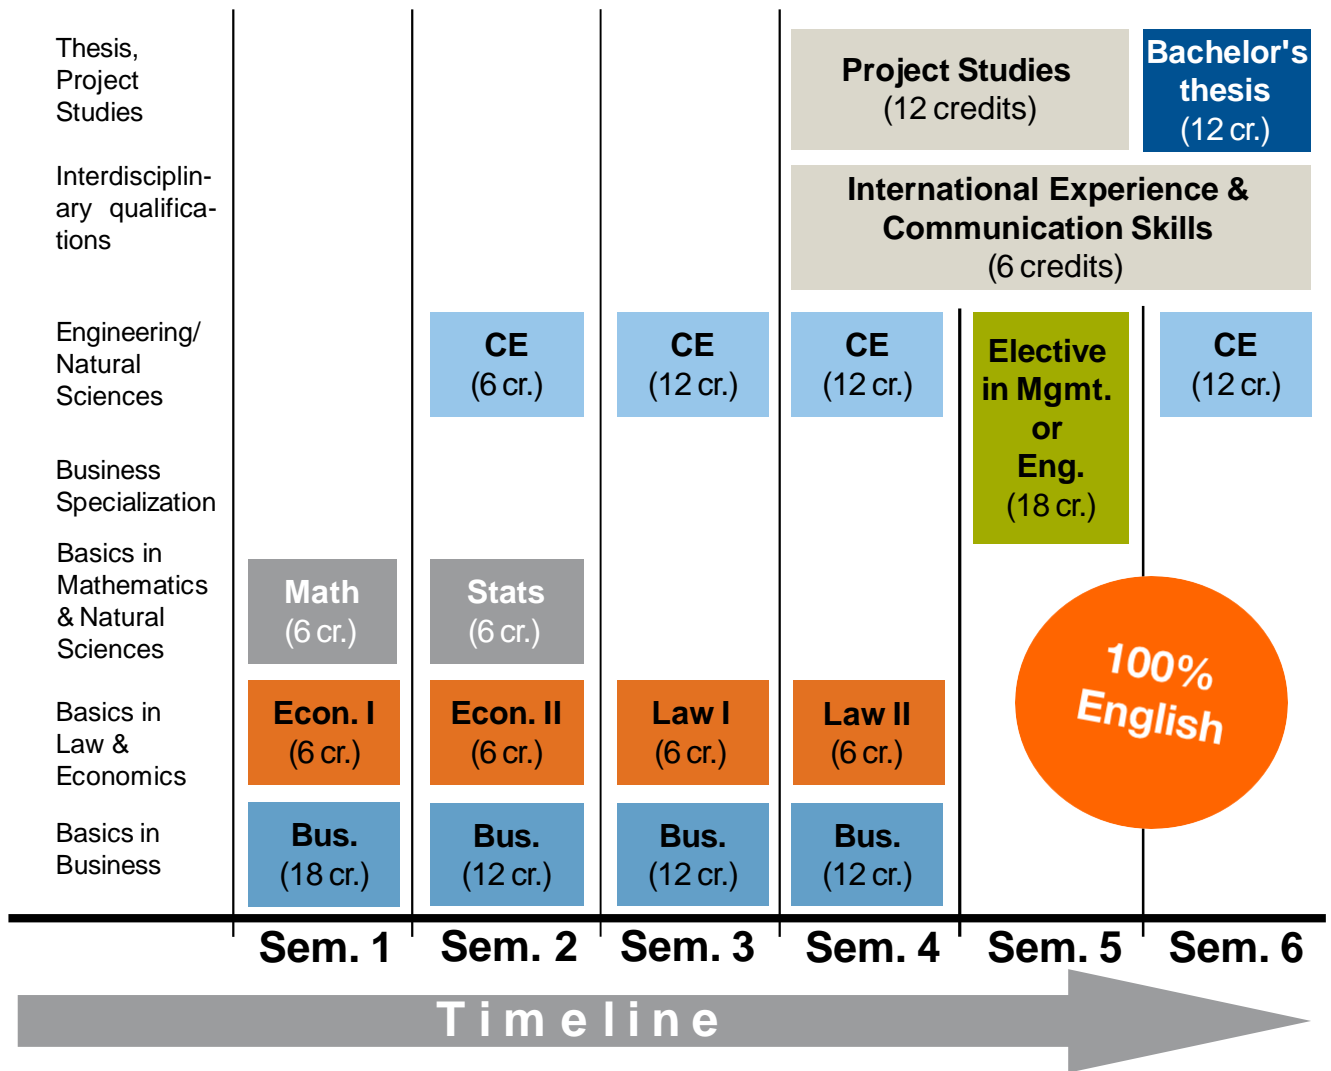 Thesis,
Project
Studies
Project Studies
(12 credits)
Bachelor's
thesis
(12 cr.)
Interdisciplin-
ary qualifica-
tions
International Experience &
Communication Skills
(6 credits)
Engineering/
Natural
Sciences
CE
(6 cr.)
CE
(12 cr.)
CE
(12 cr.)
Elective
in Mgmt.
or
Eng.
(18 cr.)
CE
(12 cr.)
Business
Specialization
Basics in
Mathematics
& Natural
Sciences
Math
(6 cr.)
Stats
(6 cr.)
100%
English
Basics in
Law &
Economics
Econ. I
(6 cr.)
Econ. II
(6 cr.)
Law I
(6 cr.)
Law II
(6 cr.)
Basics in
Business
Bus.
(18 cr.)
Bus.
(12 cr.)
Bus.
(12 cr.)
Bus.
(12 cr.)
Sem. 1 Sem. 2 Sem. 3 Sem. 4 Sem. 5 Sem. 6
Timeline